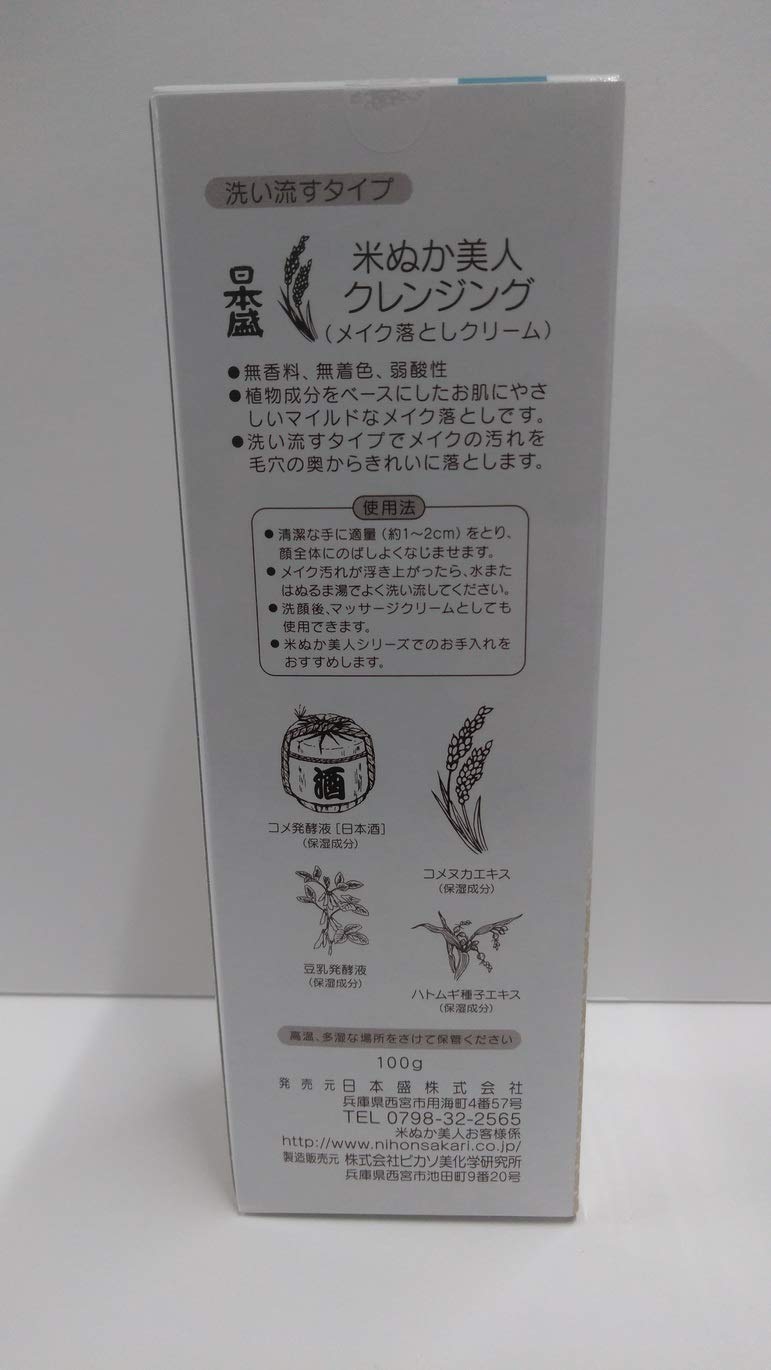 洗い流すタイプ
日本盛
米ぬか美人
クレンジング
(メイク落としクリーム)
●無香料、無着色、弱酸性
●植物成分をベースにしたお肌にやさ
しいマイルドなメイク落としです。
●洗い流すタイプでメイクの汚れを
毛穴の奥からきれいに落とします。
使用法
●清潔な手に適量(約1～2cm)をとり、
顔全体にのばしよくなじませます。
●メイク汚れが浮き上がったら、水また
はぬるま湯でよく洗い流してください。
●洗顔後、マッサージクリームとしても
使用できます。
●米ぬか美人シリーズでのお手入れを
おすすめします。
酒
コメ発酵液[日本酒]
(保湿成分)
コメヌカエキス
(保湿成分)
豆乳発酵液
(保湿成分)
ハトムギ種子エキス
(保湿成分)
高温、多湿な場所をさけて保管ください
100g
発売元 日本盛株式会社
兵庫県西宮市用海町4番57号
TEL 0798-32-2565
米ぬか美人お客様係
http://www.nihonsakari.co.jp/
製造販売元 株式会社ピカソ美化学研究所
兵庫県西宮市池田町9番20号